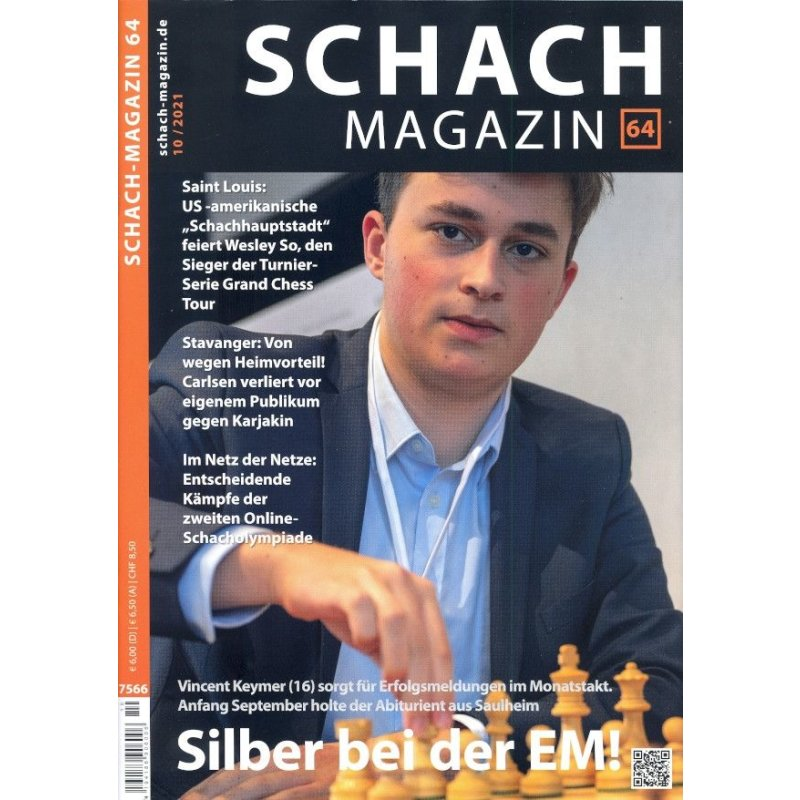 SCHACH-MAGAZIN 64
schach-magazin.de
10 / 2021
SCHACH
MAGAZIN 64
Saint Louis:
US -amerikanische
„Schachhauptstadt“
feiert Wesley So, den
Sieger der Turnier-
Serie Grand Chess
Tour
Stavanger: Von
wegen Heimvorteil!
Carlsen verliert vor
eigenem Publikum
gegen Karjakin
Im Netz der Netze:
Entscheidende
Kämpfe der
zweiten Online-
Schacholympiade
€ 6,00 (D) | € 6,50 (A) | CHF 8,50
7566
Vincent Keymer (16) sorgt für Erfolgsmeldungen im Monatstakt.
Anfang September holte der Abiturient aus Saulheim
Silber bei der EM!